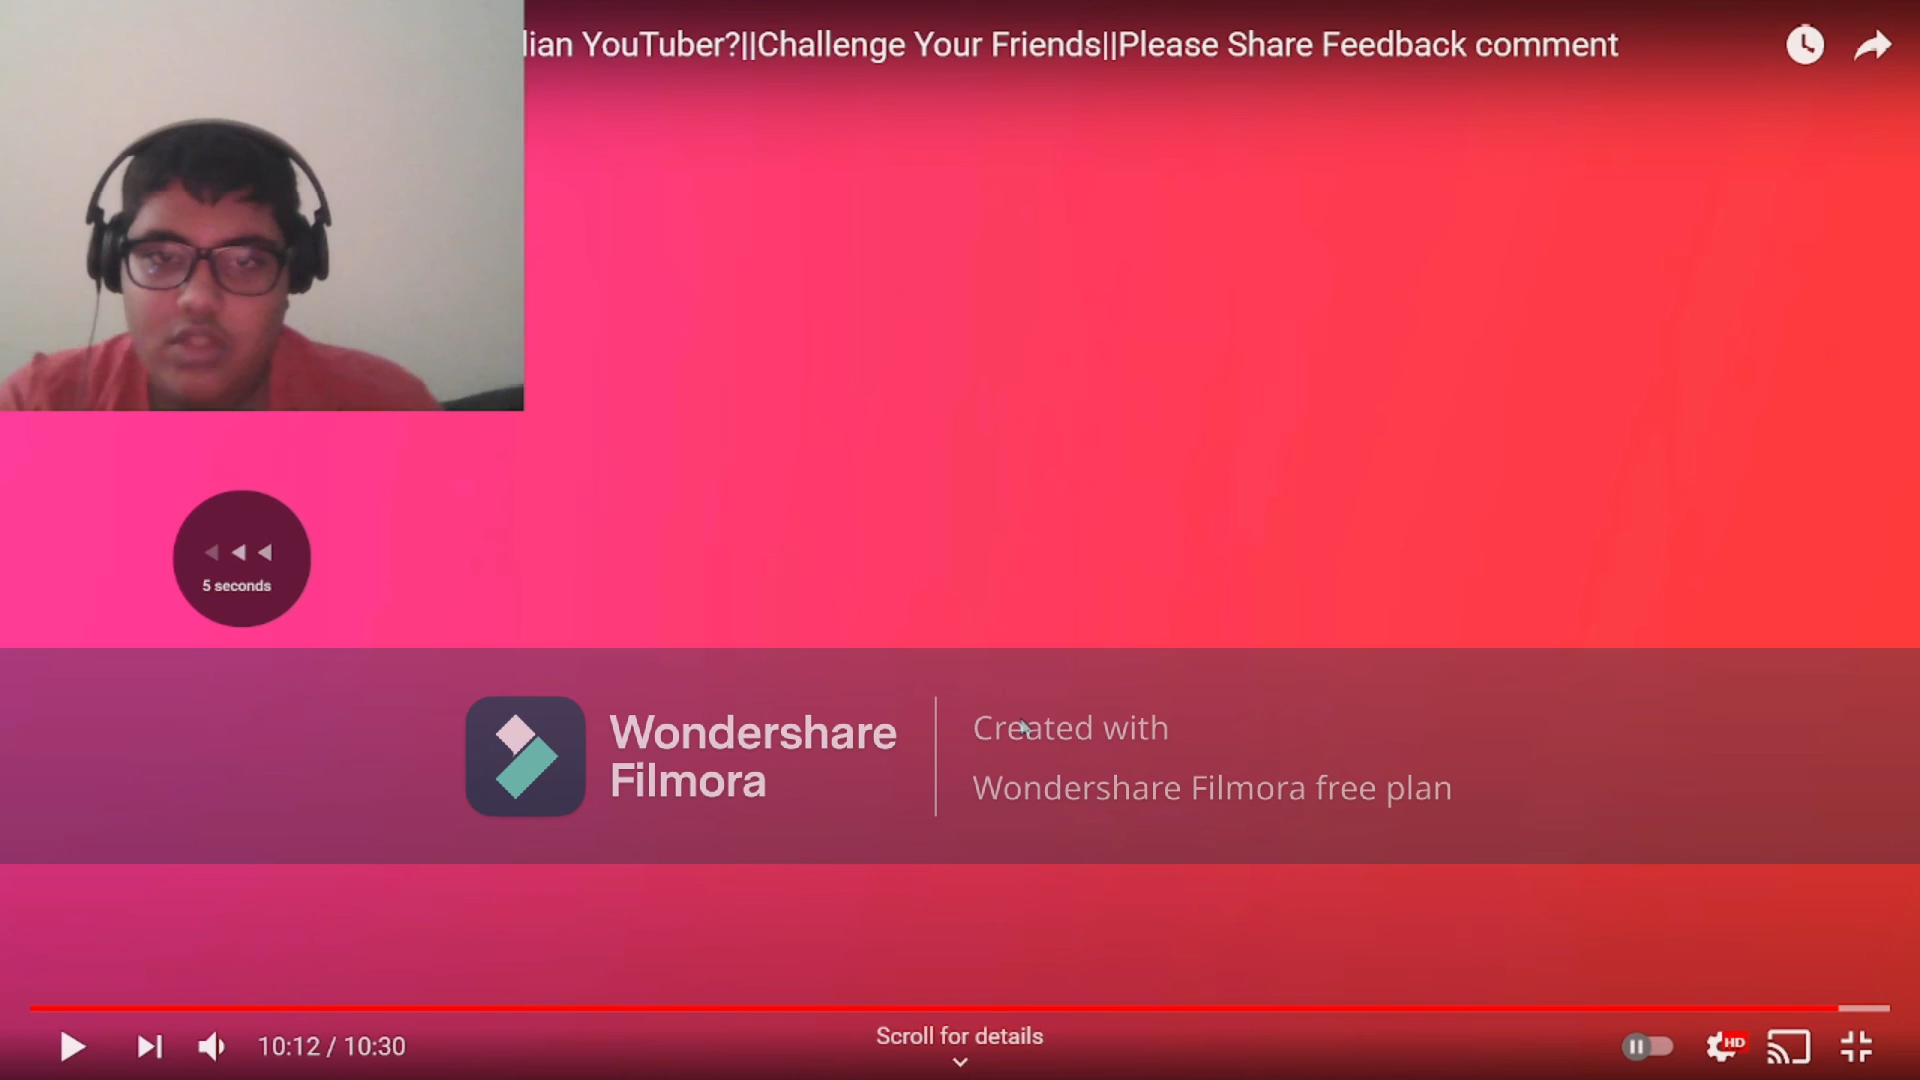 lian YouTuber?||Challenge Your Friends||Please Share Feedback comment
5 seconds
Wondershare
Filmora
Created with
Wondershare Filmora free plan
10:12 / 10:30
Scroll for details
HD